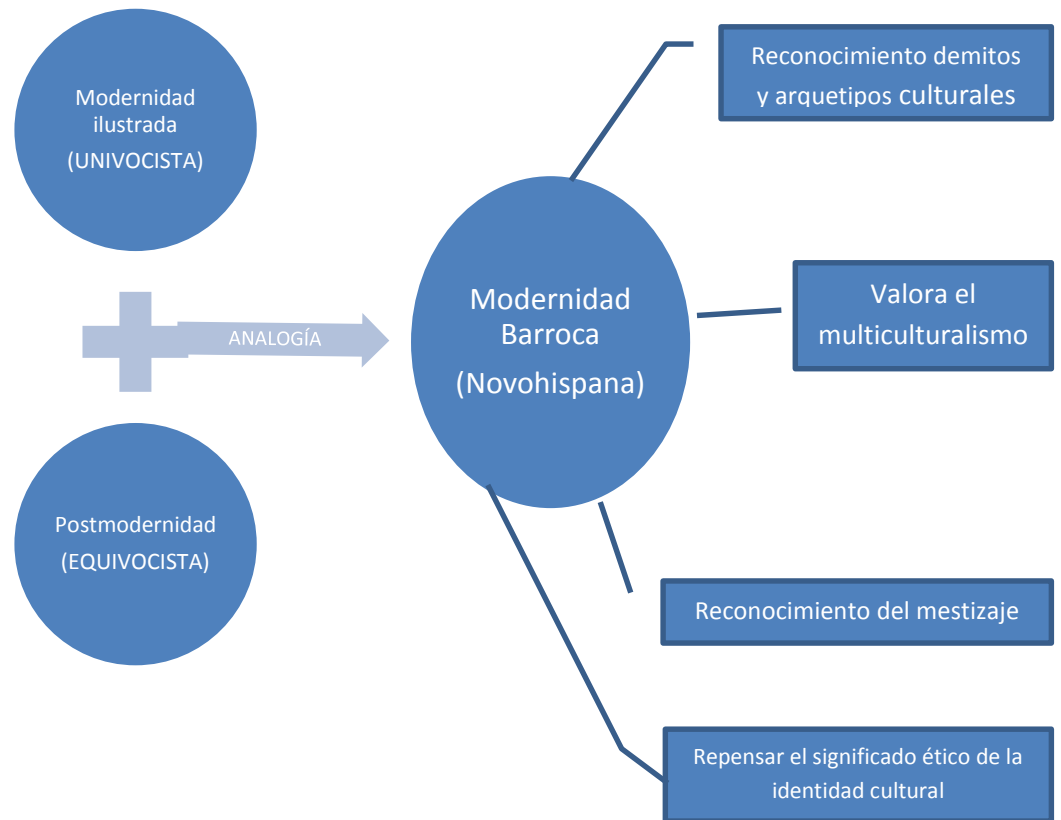 Modernidad
ilustrada
(UNIVOCISTA)
ANALOGÍA
Postmodernidad
(EQUIVOCISTA)
Modernidad
Barroca
(Novohispana)
Reconocimiento demitos
y arquetipos culturales
Valora el
multiculturalismo
Reconocimiento del mestizaje
Repensar el significado ético de la
identidad cultural